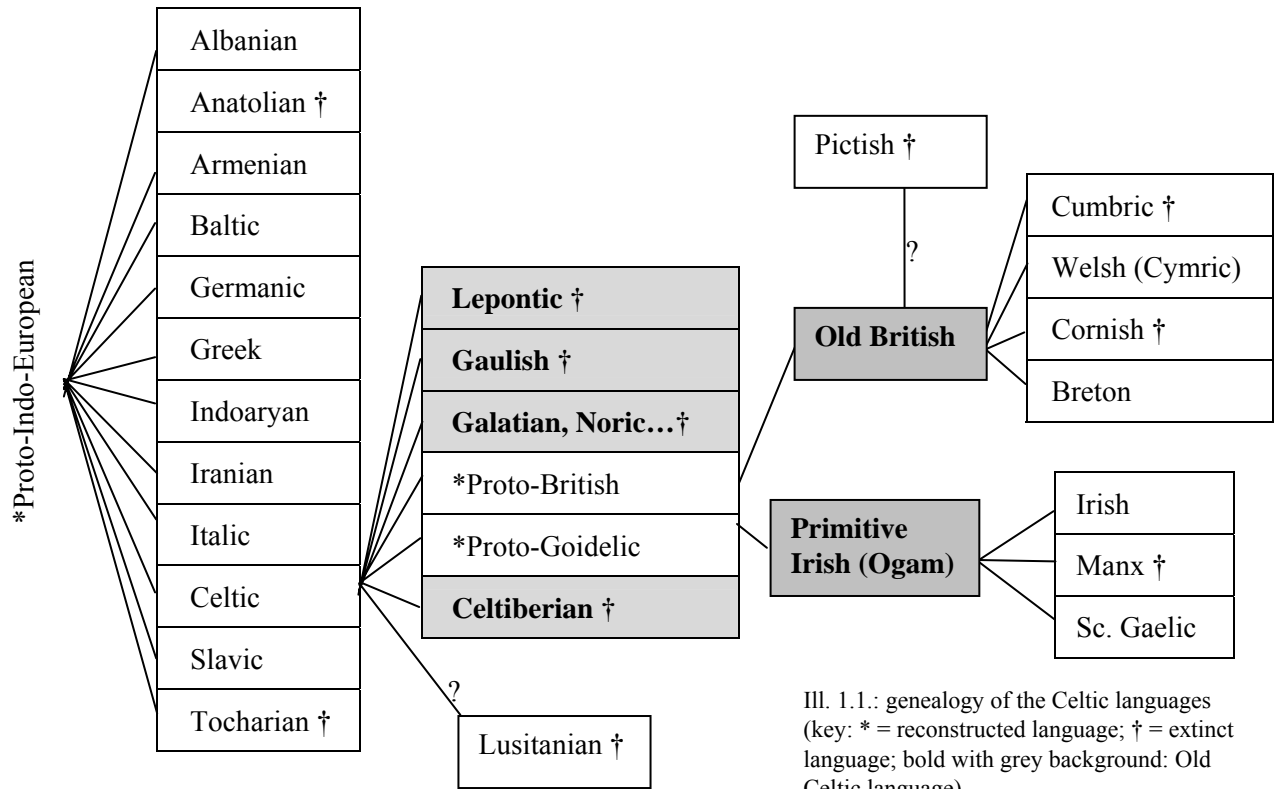 *Proto-Indo-European
Albanian
Anatolian †
Armenian
Baltic
Germanic
Greek
Indoaryan
Iranian
Italic
Celtic
Slavic
Tocharian †
Lepontic †
Gaulish †
Galatian, Noric…†
*Proto-British
*Proto-Goidelic
Celtiberian †
?
Lusitanian †
Pictish †
?
Old British
Cumbric †
Welsh (Cymric)
Cornish †
Breton
Primitive
Irish (Ogam)
Irish
Manx †
Sc. Gaelic
Ill. 1.1.: genealogy of the Celtic languages
(key: * = reconstructed language; † = extinct
language; bold with grey background: Old
Celtic language)